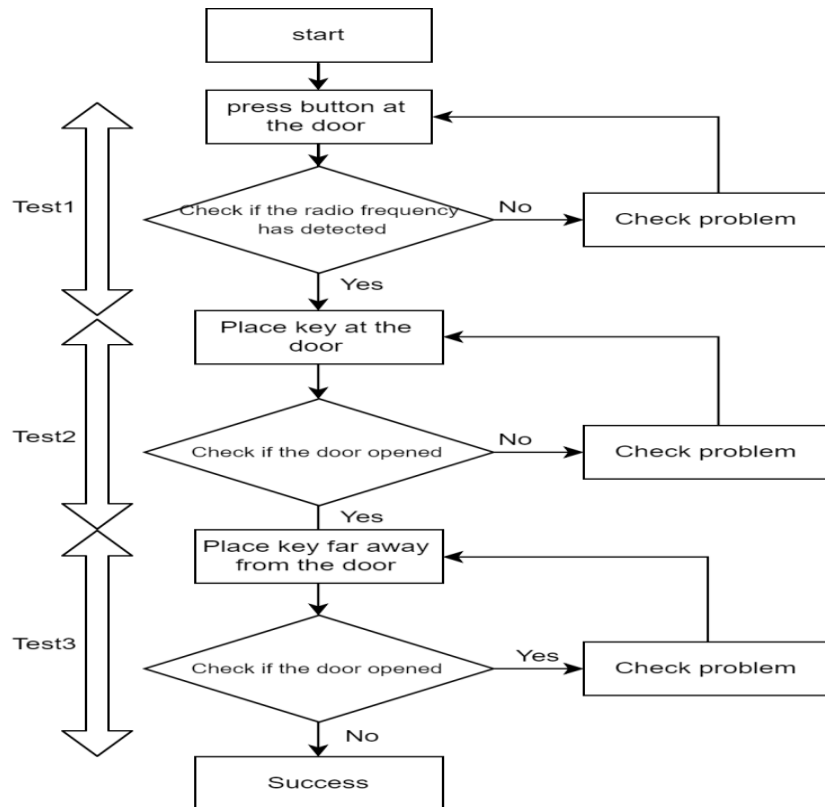 start
press button at
the door
Test1
Check if the radio frequency
has detected
No
Check problem
Yes
Place key at the
door
Test2
Check if the door opened
No
Check problem
Yes
Place key far away
from the door
Test3
Check if the door opened
Yes
Check problem
No
Success